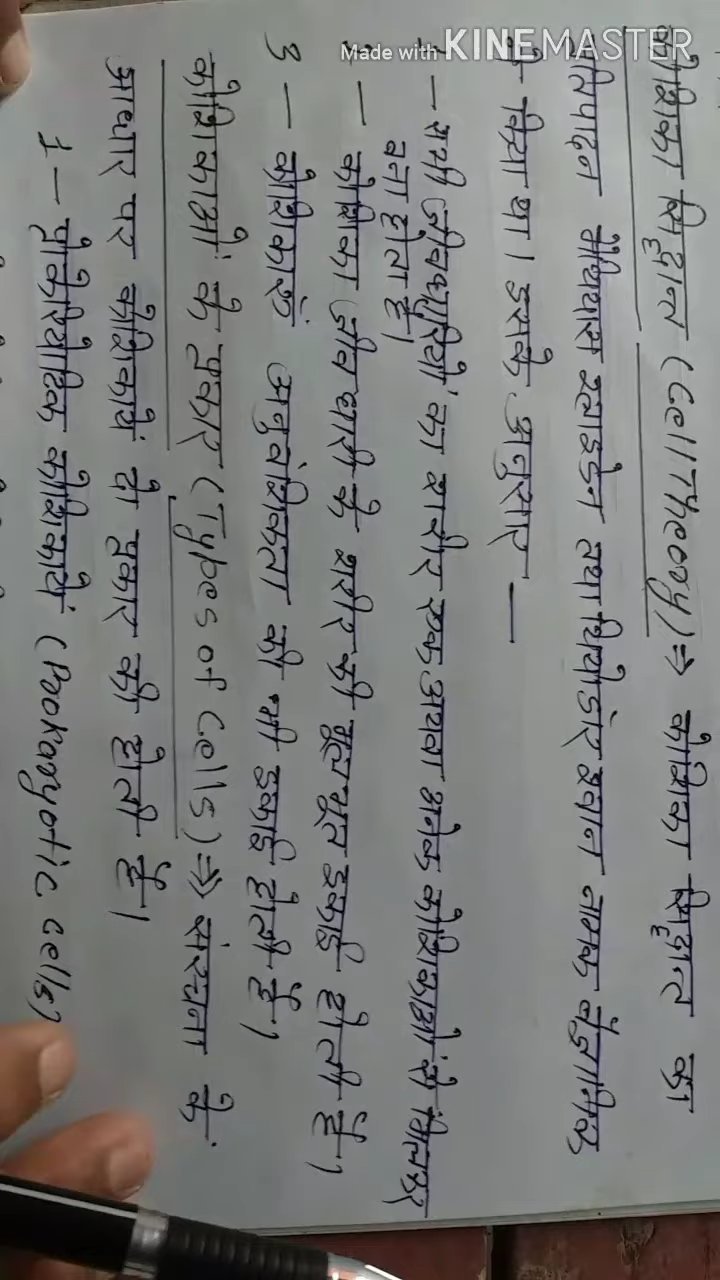 Made with KINEMASTER
कोशिका सिद्धान्त (Cell Theory)⇒ कोशिका सिद्धान्त का
प्रतिपादन मैथियास श्लाइडेन तथा थियोडोर श्वान नामक वैज्ञानिक
ने किया था। इसके अनुसार —
— सभी जीवधारियों का शरीर एक अथवा अनेक कोशिकाओं से मिलकर
बना होता है।
— कोशिका जीवधारी के शरीर की मूलभूत इकाई होती है।
3 — कोशिकाऐं अनुवंशिकता की भी इकाई होती हैं।
कोशिकाओं के प्रकार (Types of Cells)⇒ संरचना के
आधार पर कोशिकायें दो प्रकार की होती हैं।
1 — प्रोकैरियोटिक कोशिकायें (Prokaryotic Cells)